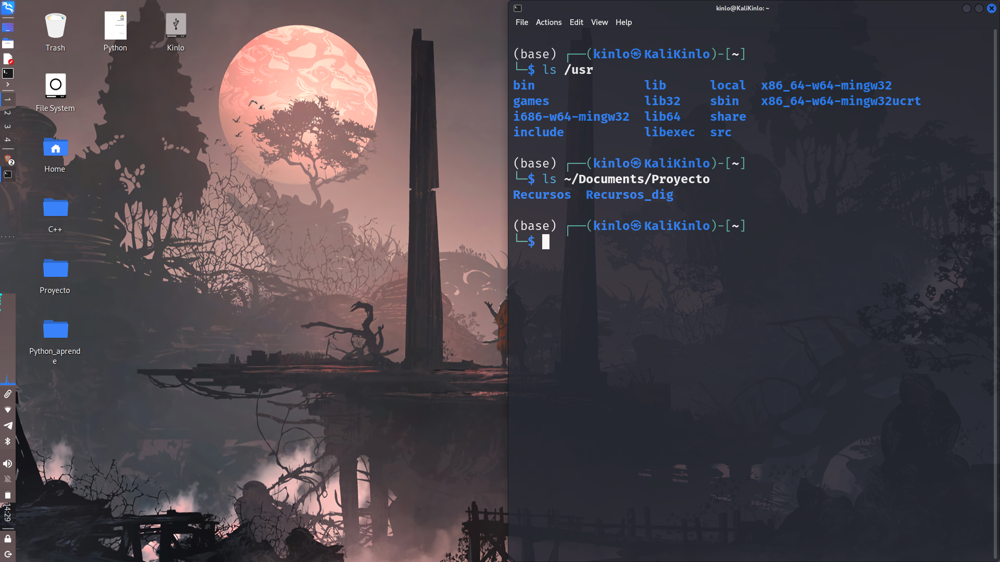 Trash
Python
Kinlo
File System
Home
C++
Proyecto
Python_aprend
e
1
2
3
4
2
14:29
kinlo@KaliKinlo: ~
File Actions Edit View Help
(base) ┌──(kinlo㉿KaliKinlo)-[~]
└─$ ls /usr
bin lib local x86_64-w64-mingw32
games lib32 sbin x86_64-w64-mingw32ucrt
i686-w64-mingw32 lib64 share
include libexec src
(base) ┌──(kinlo㉿KaliKinlo)-[~]
└─$ ls ~/Documents/Proyecto
Recursos Recursos_dig
(base) ┌──(kinlo㉿KaliKinlo)-[~]
└─$